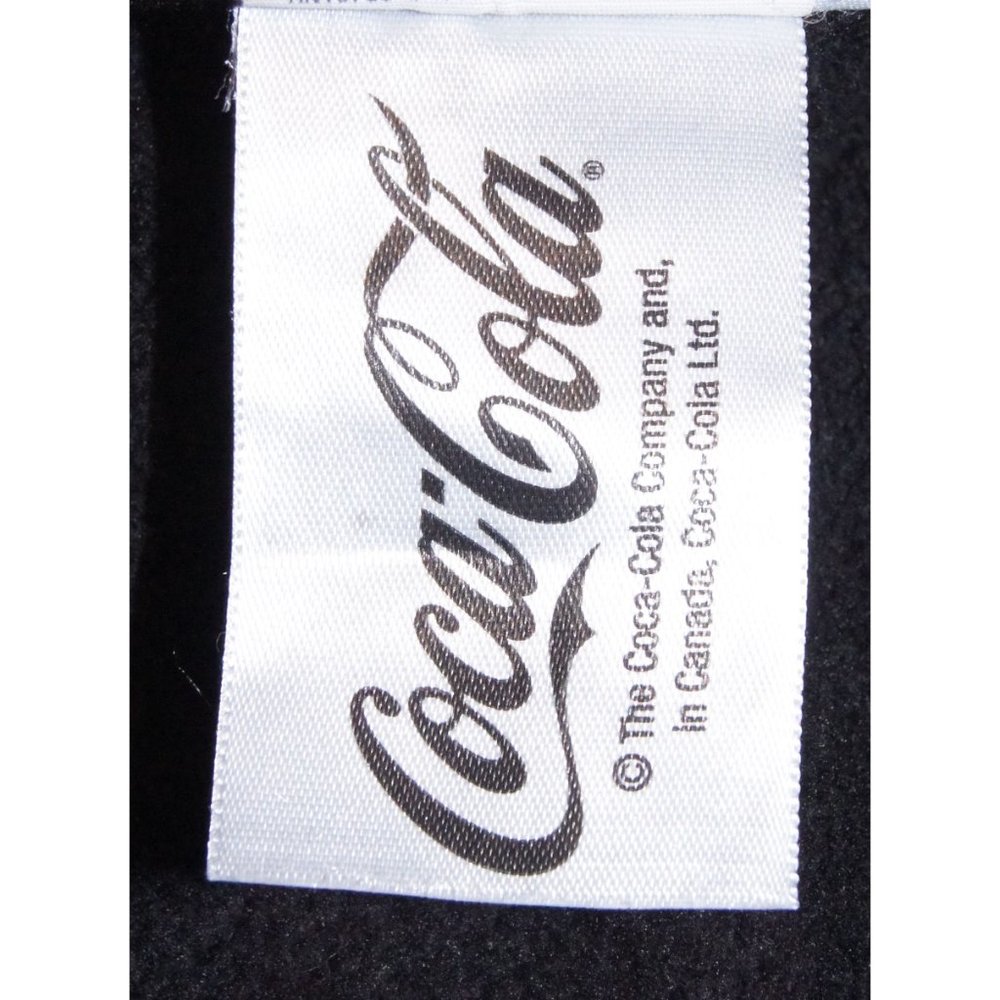 Coca-Cola®
© The Coca-Cola Company and,
in Canada, Coca-Cola Ltd.